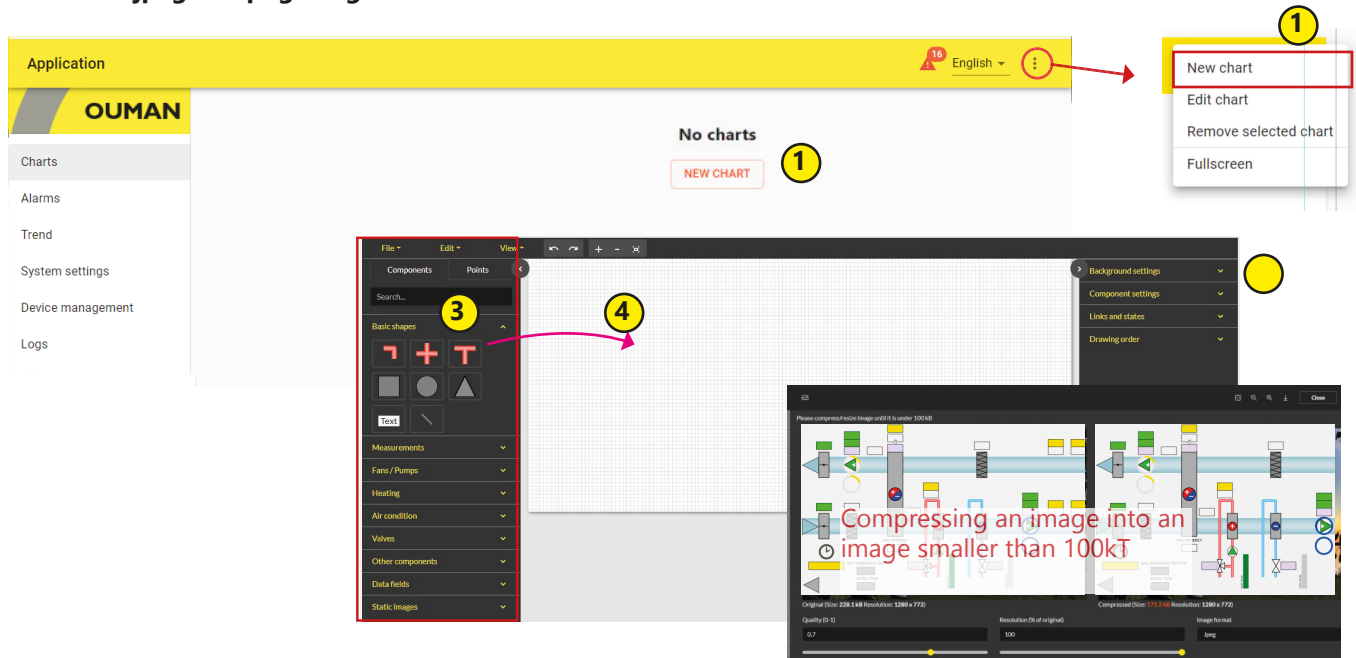 1
Application
16
English
New chart
OUMAN
Edit chart
No charts
Remove selected chart
Charts
1
NEW CHART
Fullscreen
Alarms
Trend
File
Edit
View
+ -
System settings
Components
Points
Background settings
Search...
Component settings
Device management
3
4
Links and states
Basic shapes
Drawing order
Logs
Close
Text
Please compress/resize image until it is under 100 kB
Measurements
Fans / Pumps
Heating
Air condition
Compressing an image into an
image smaller than 100kT
Valves
Other components
Data fields
Static images
Original (Size: 228.1 kB Resolution: 1280 x 772)
Compressed (Size: 171.2 kB Resolution: 1280 x 772)
Quality (0-1)
Resolution (% of original)
Image format
0.7
100
Jpeg